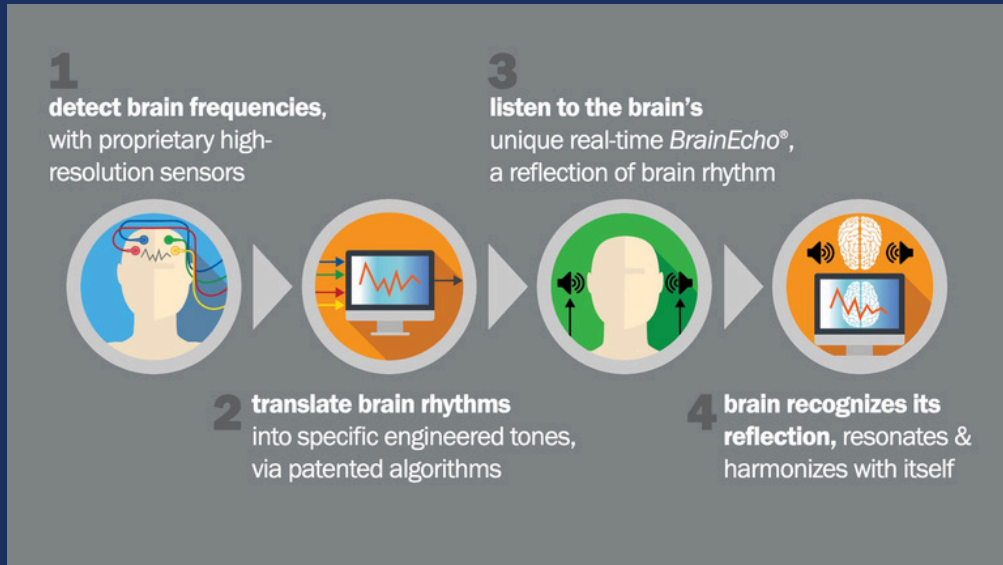 1
detect brain frequencies,
with proprietary high-
resolution sensors
2
translate brain rhythms
into specific engineered tones,
via patented algorithms
3
listen to the brain's
unique real-time BrainEcho®,
a reflection of brain rhythm
4
brain recognizes its
reflection, resonates &
harmonizes with itself